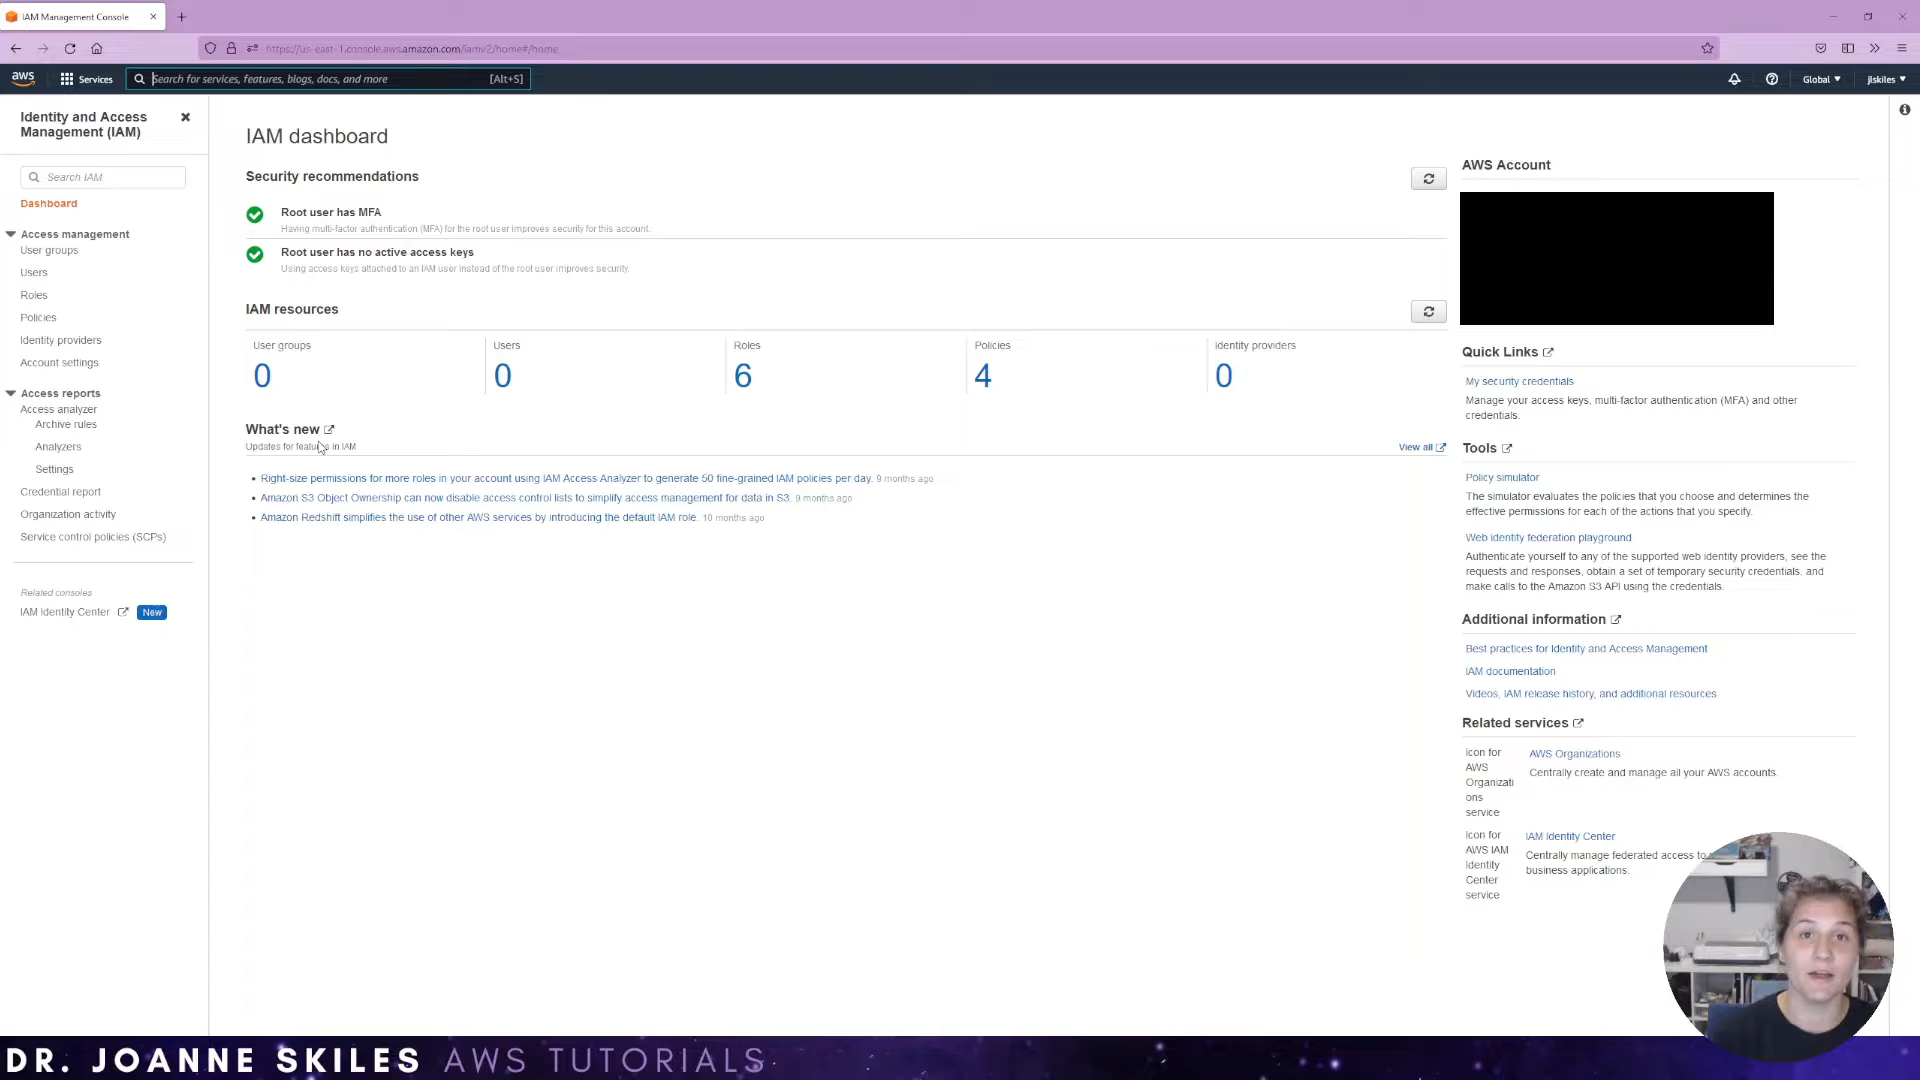 IAM Management Console
https://us-east-1.console.aws.amazon.com/iamv2/home#/home
aws
Services
Search for services, features, blogs, docs, and more
[Alt+S]
Global
jlskiles
Identity and Access
Management (IAM)
Search IAM
Dashboard
Access management
User groups
Users
Roles
Policies
Identity providers
Account settings
Access reports
Access analyzer
Archive rules
Analyzers
Settings
Credential report
Organization activity
Service control policies (SCPs)
Related consoles
IAM Identity Center
New
IAM dashboard
Security recommendations
Root user has MFA
Having multi-factor authentication (MFA) for the root user improves security for this account.
Root user has no active access keys
Using access keys attached to an IAM user instead of the root user improves security.
IAM resources
User groups
0
Users
0
Roles
6
Policies
4
Identity providers
0
What's new
Updates for features in IAM
View all
Right-size permissions for more roles in your account using IAM Access Analyzer to generate 50 fine-grained IAM policies per day. 9 months ago
Amazon S3 Object Ownership can now disable access control lists to simplify access management for data in S3. 9 months ago
Amazon Redshift simplifies the use of other AWS services by introducing the default IAM role. 10 months ago
AWS Account
Quick Links
My security credentials
Manage your access keys, multi-factor authentication (MFA) and other
credentials.
Tools
Policy simulator
The simulator evaluates the policies that you choose and determines the
effective permissions for each of the actions that you specify.
Web identity federation playground
Authenticate yourself to any of the supported web identity providers, see the
requests and responses, obtain a set of temporary security credentials, and
make calls to the Amazon S3 API using the credentials.
Additional information
Best practices for Identity and Access Management
IAM documentation
Videos, IAM release history, and additional resources
Related services
Icon for
AWS
Organizati
ons
service
AWS Organizations
Centrally create and manage all your AWS accounts.
Icon for
AWS IAM
Identity
Center
service
IAM Identity Center
Centrally manage federated access to
business applications.
DR. JOANNE SKILES AWS TUTORIALS